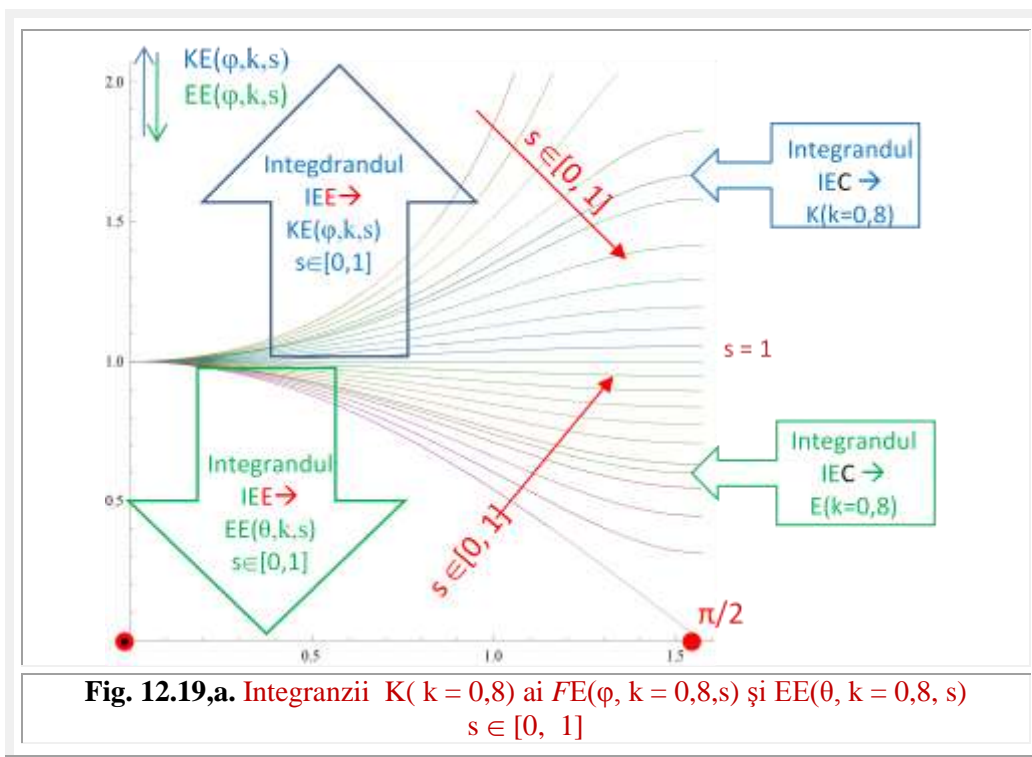 KE(φ,k,s)
EE(φ,k,s)
2.0
1.5
1.0
0.5
0.5
1.0
1.5
Integdrandul
IEE→
KE(φ,k,s)
s∈[0,1]
s ∈[0, 1]
Integrandul
IEC →
K(k=0,8)
s = 1
Integrandul
IEE→
EE(θ,k,s)
s∈[0,1]
s ∈[0, 1]
Integrandul
IEC →
E(k=0,8)
π/2
Fig. 12.19,a. Integranzii K( k = 0,8) ai FE(φ, k = 0,8,s) şi EE(θ, k = 0,8, s)
s ∈ [0, 1]